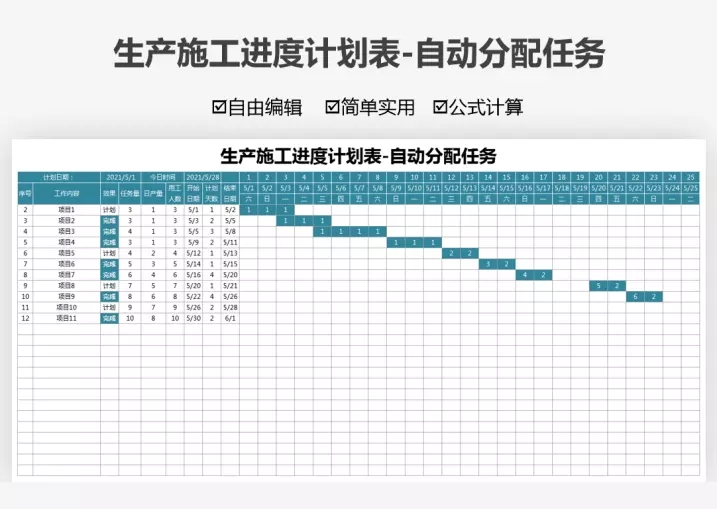 生产施工进度计划表-自动分配任务
☑自由编辑 ☑简单实用 ☑公式计算
生产施工进度计划表-自动分配任务
计划日期： 2021/5/1 今日时间 2021/5/28 1 2 3 4 5 6 7 8 9 10 11 12 13 14 15 16 17 18 19 20 21 22 23 24 25
序号 工作内容 效果 任务量 日产量 用工人数 开始日期 计划天数 结束日期 5/1 5/2 5/3 5/4 5/5 5/6 5/7 5/8 5/9 5/10 5/11 5/12 5/13 5/14 5/15 5/16 5/17 5/18 5/19 5/20 5/21 5/22 5/23 5/24 5/25
六 日 一 二 三 四 五 六 日 一 二 三 四 五 六 日 一 二 三 四 五 六 日 一 二
2 项目1 计划 3 1 3 5/1 1 5/2 1 1 1
3 项目2 完成 3 1 3 5/3 2 5/5 1 1 1
4 项目3 完成 4 1 3 5/5 3 5/8 1 1 1 1
5 项目4 完成 3 1 3 5/9 2 5/11 1 1 1
6 项目5 计划 4 2 4 5/12 1 5/13 2 2
7 项目6 完成 5 3 5 5/14 1 5/15 3 2
8 项目7 完成 6 4 6 5/16 4 5/20 4 2
9 项目8 计划 7 5 7 5/20 1 5/21 5 2
10 项目9 完成 8 6 8 5/22 4 5/26 6 2
11 项目10 计划 9 7 9 5/26 2 5/28
12 项目11 完成 10 8 10 5/30 2 6/1